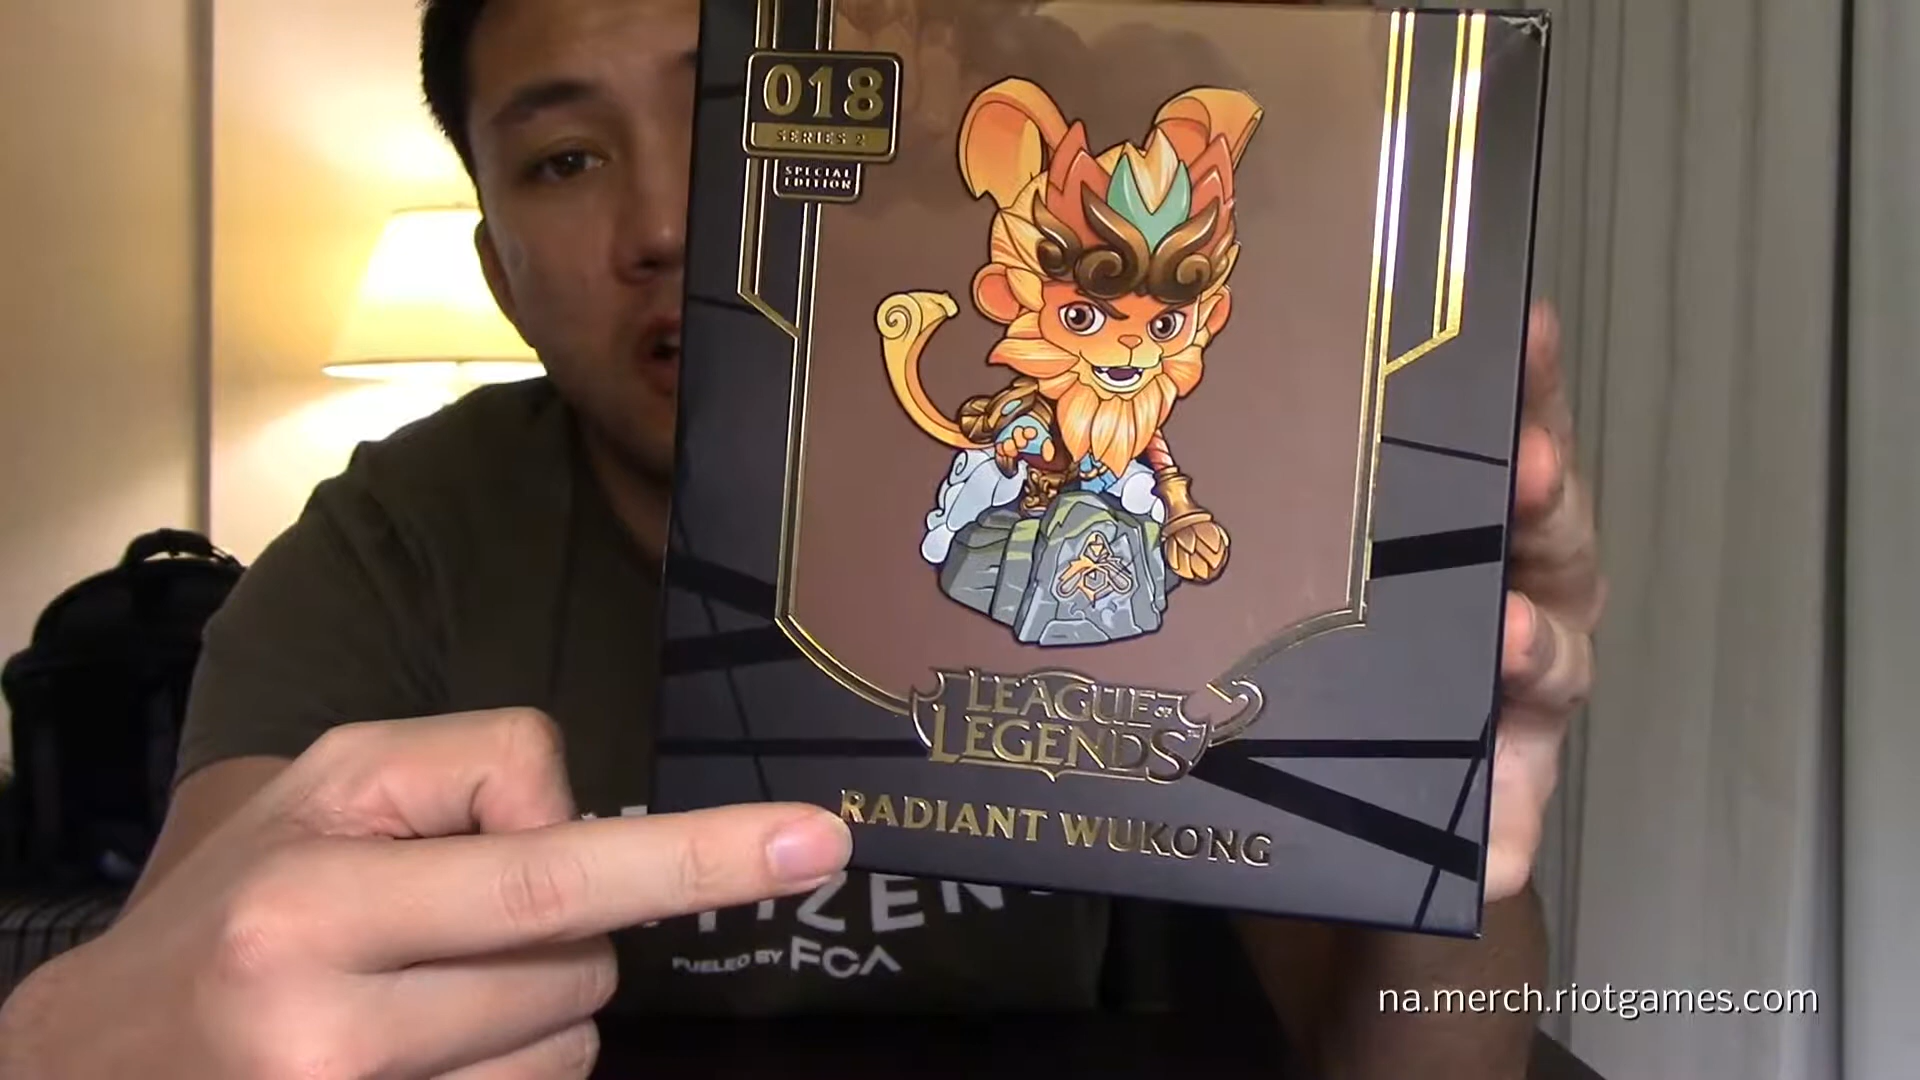 018
SERIES 2
SPECIAL
EDITION
LEAGUE OF
LEGENDS
RADIANT WUKONG
FUELED BY FCA
na.merch.riotgames.com